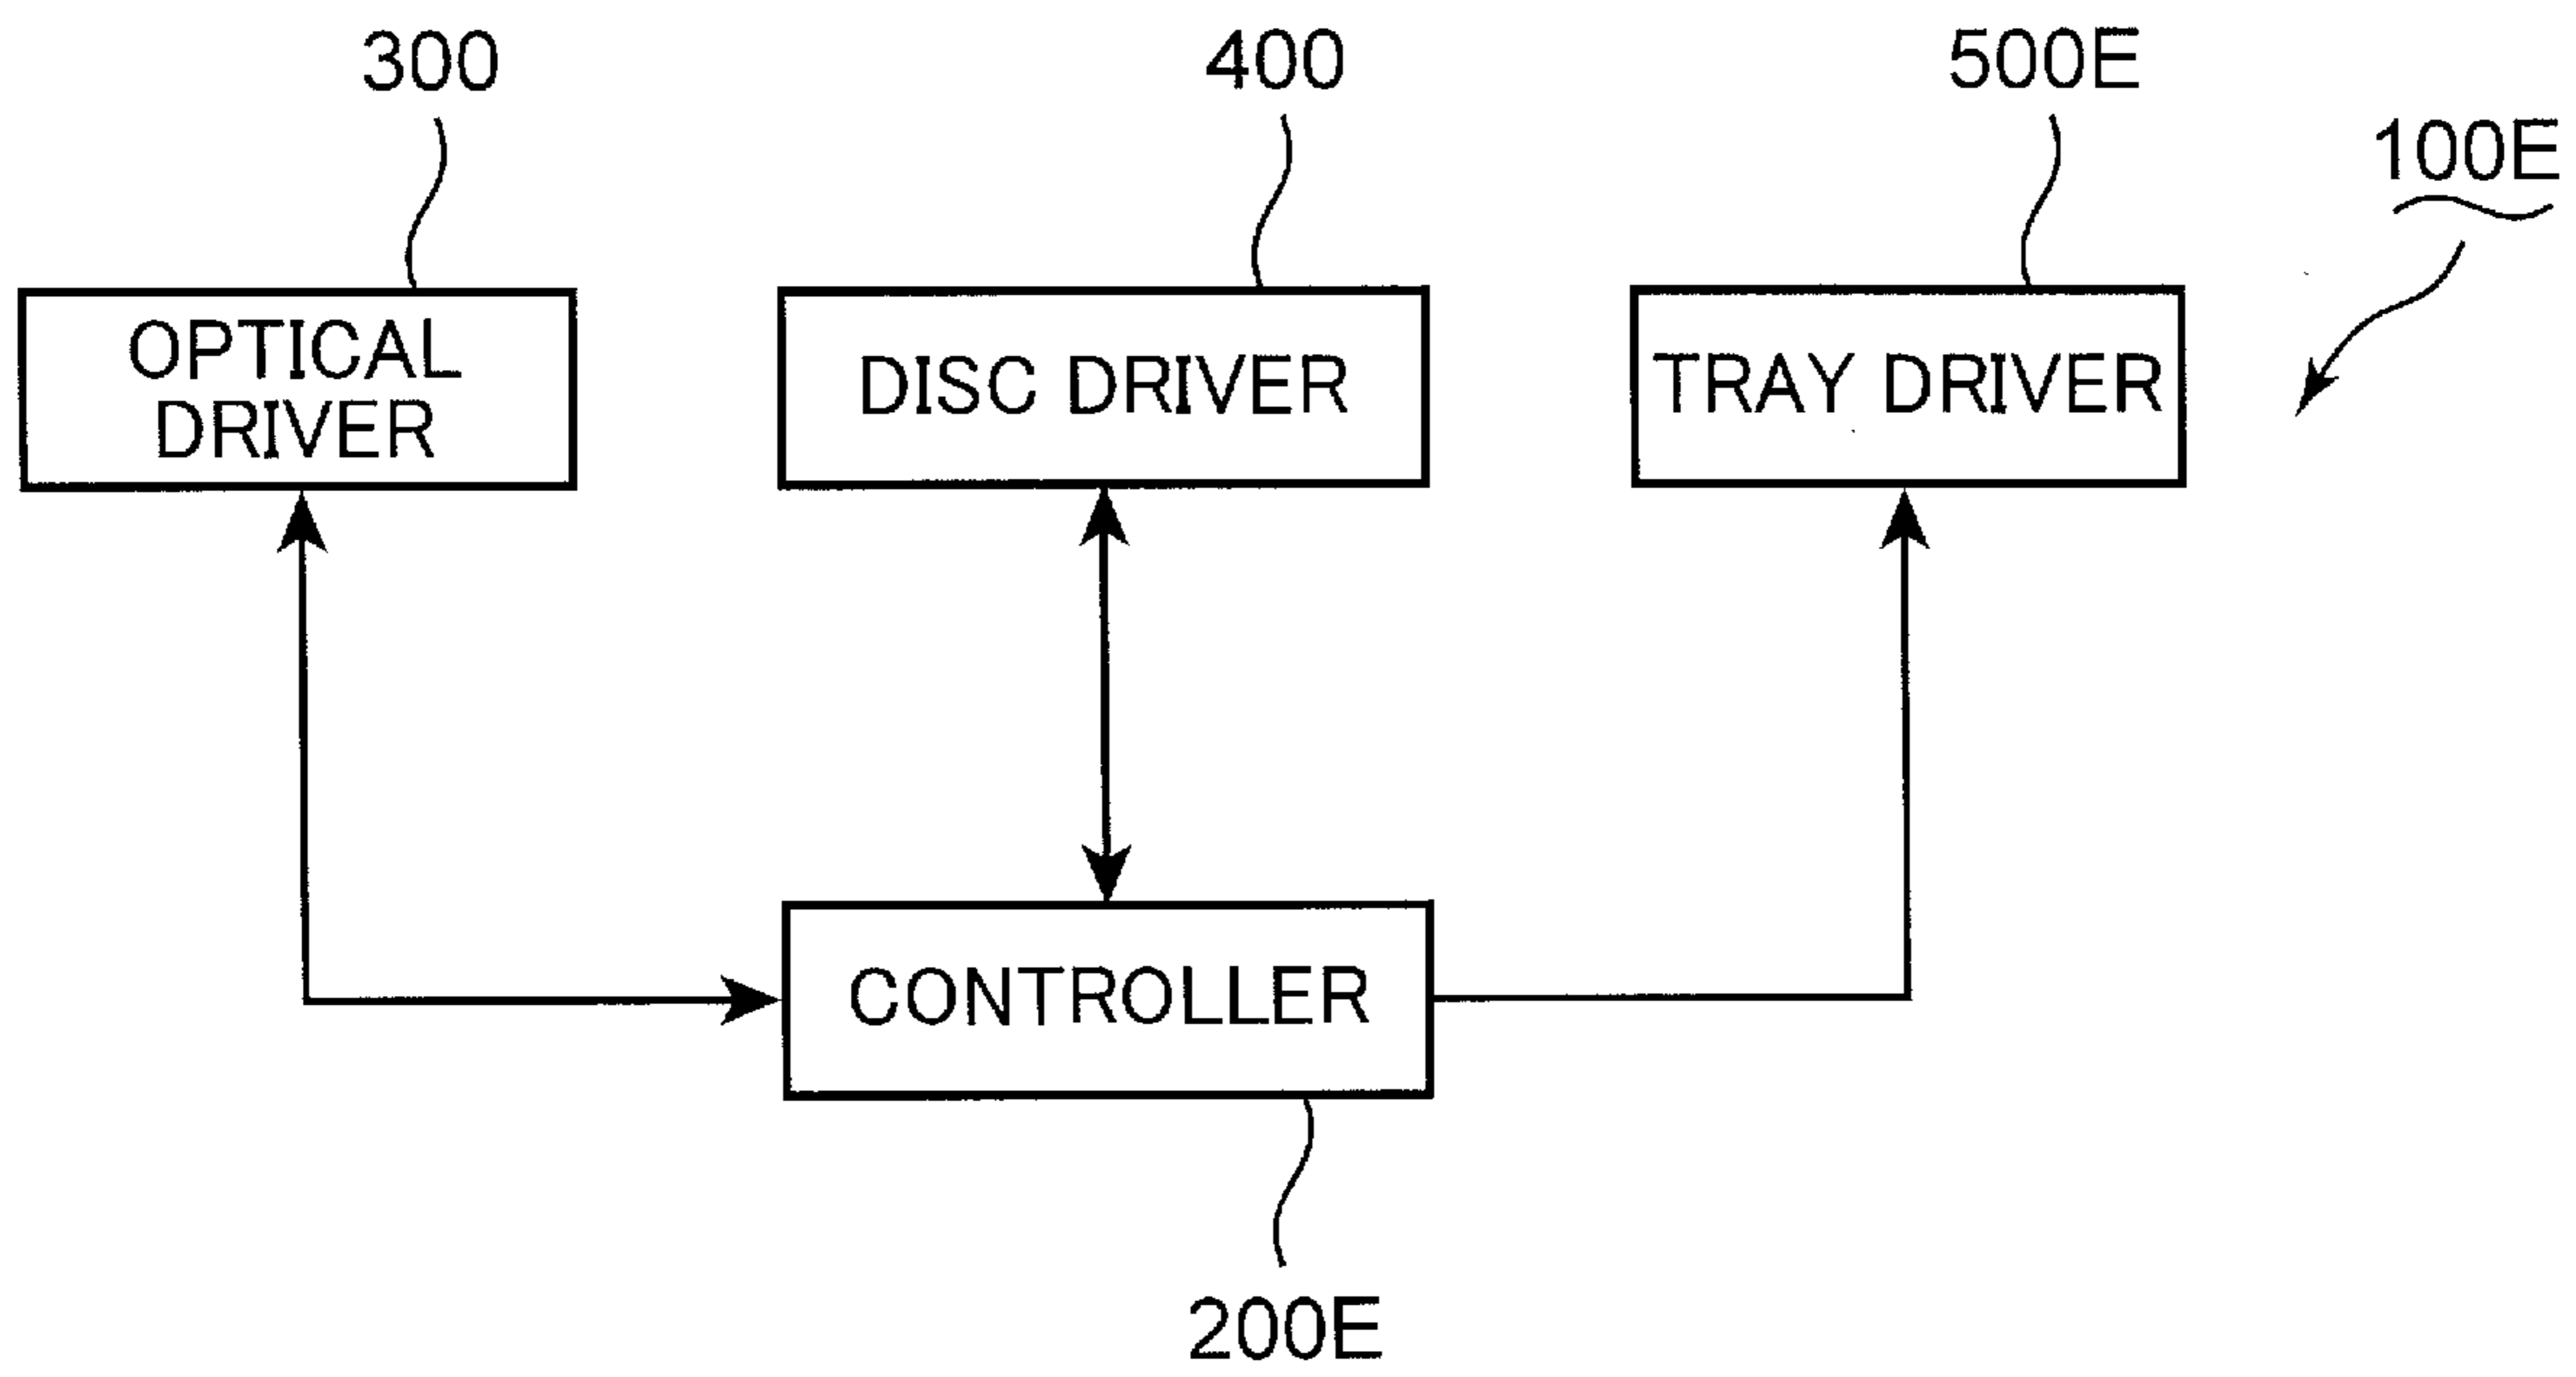 300
400
500E
100E
OPTICAL
DRIVER
DISC DRIVER
TRAY DRIVER
CONTROLLER
200E